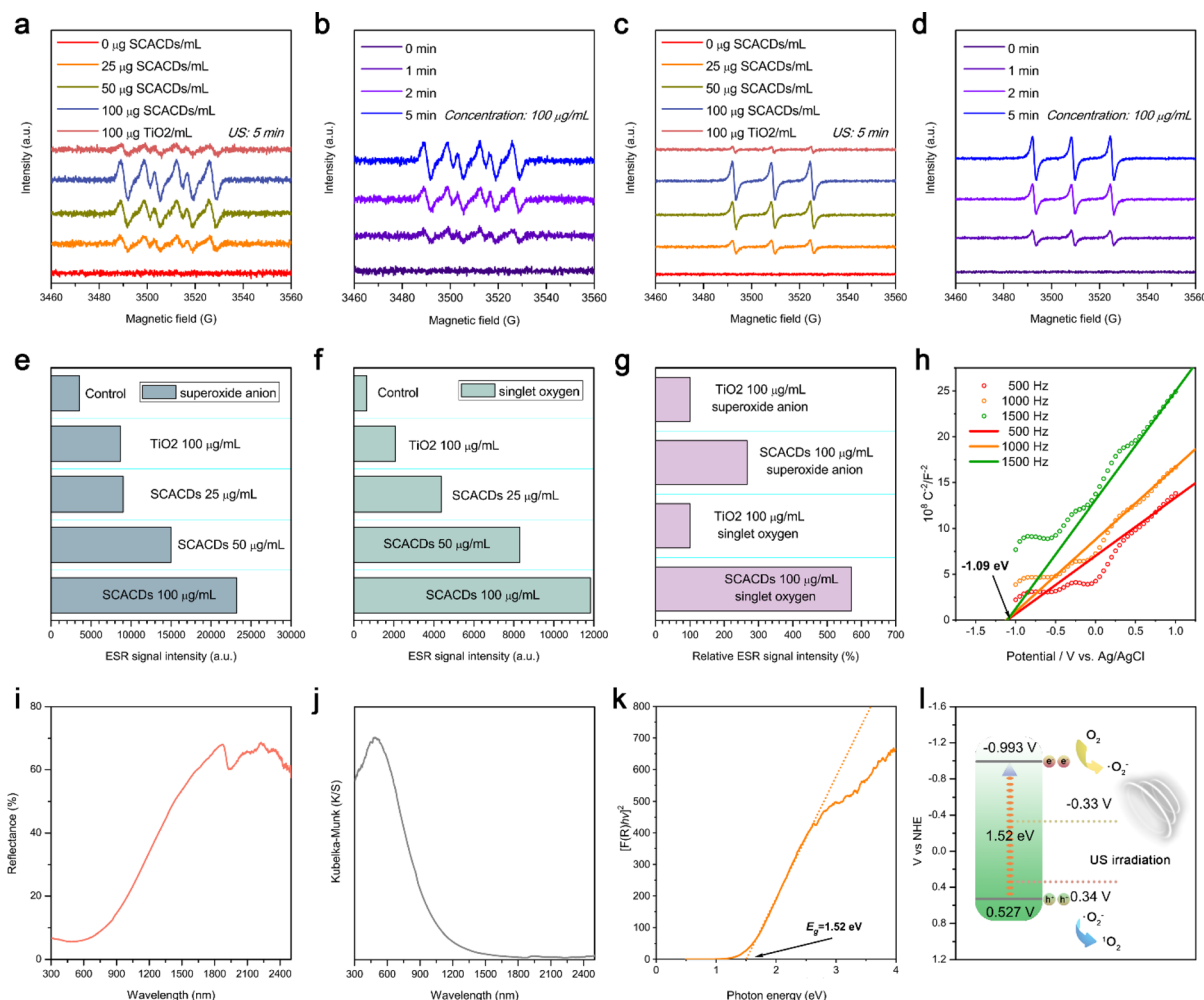 a
0 µg SCACDs/mL
25 µg SCACDs/mL
50 µg SCACDs/mL
100 µg SCACDs/mL
100 µg TiO2/mL
US: 5 min
Intensity (a.u.)
3460 3480 3500 3520 3540 3560
Magnetic field (G)
b
0 min
1 min
2 min
5 min
Concentration: 100 µg/mL
Intensity (a.u.)
3460 3480 3500 3520 3540 3560
Magnetic field (G)
c
0 µg SCACDs/mL
25 µg SCACDs/mL
50 µg SCACDs/mL
100 µg SCACDs/mL
100 µg TiO2/mL
US: 5 min
Intensity (a.u.)
3460 3480 3500 3520 3540 3560
Magnetic field (G)
d
0 min
1 min
2 min
5 min
Concentration: 100 µg/mL
Intensity (a.u.)
3460 3480 3500 3520 3540 3560
Magnetic field (G)
e
Control
superoxide anion
TiO2 100 µg/mL
SCACDs 25 µg/mL
SCACDs 50 µg/mL
SCACDs 100 µg/mL
0 5000 10000 15000 20000 25000 30000
ESR signal intensity (a.u.)
f
Control
singlet oxygen
TiO2 100 µg/mL
SCACDs 25 µg/mL
SCACDs 50 µg/mL
SCACDs 100 µg/mL
0 2000 4000 6000 8000 10000 12000
ESR signal intensity (a.u.)
g
TiO2 100 µg/mL
superoxide anion
SCACDs 100 µg/mL
superoxide anion
TiO2 100 µg/mL
singlet oxygen
SCACDs 100 µg/mL
singlet oxygen
0 100 200 300 400 500 600 700
Relative ESR signal intensity (%)
h
500 Hz
1000 Hz
1500 Hz
500 Hz
1000 Hz
1500 Hz
10⁸ C⁻²/F⁻²
25
20
15
10
5
0
-1.09 eV
-1.5 -1.0 -0.5 0.0 0.5 1.0
Potential / V vs. Ag/AgCl
i
Reflectance (%)
80
60
40
20
0
300 600 900 1200 1500 1800 2100 2400
Wavelength (nm)
j
Kubelka-Munk (K/S)
300 600 900 1200 1500 1800 2100 2400
Wavelength (nm)
k
[F(R)hv]²
800
700
600
500
400
300
200
100
0
Eg=1.52 eV
0 1 2 3 4
Photon energy (eV)
l
V vs NHE
-1.6
-1.2
-0.8
-0.4
0.0
0.4
0.8
1.2
-0.993 V
e⁻ e⁻
O₂
·O₂⁻
-0.33 V
1.52 eV
US irradiation
0.34 V
h⁺ h⁺
0.527 V
·O₂⁻
¹O₂